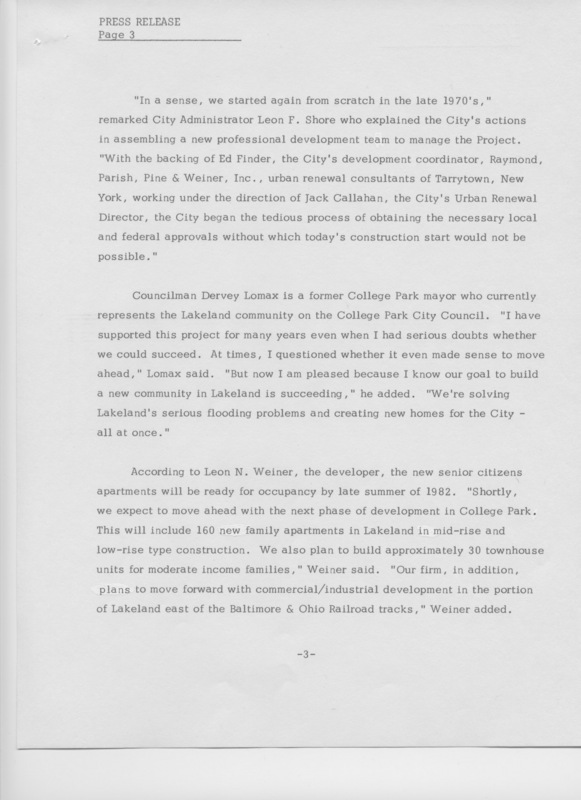 PRESS RELEASE
Page 3
"In a sense, we started again from scratch in the late 1970's,"
remarked City Administrator Leon F. Shore who explained the City's actions
in assembling a new professional development team to manage the Project.
"With the backing of Ed Finder, the City's development coordinator, Raymond,
Parish, Pine & Weiner, Inc., urban renewal consultants of Tarrytown, New
York, working under the direction of Jack Callahan, the City's Urban Renewal
Director, the City began the tedious process of obtaining the necessary local
and federal approvals without which today's construction start would not be
possible."
Councilman Dervey Lomax is a former College Park mayor who currently
represents the Lakeland community on the College Park City Council. "I have
supported this project for many years even when I had serious doubts whether
we could succeed. At times, I questioned whether it even made sense to move
ahead," Lomax said. "But now I am pleased because I know our goal to build
a new community in Lakeland is succeeding," he added. "We're solving
Lakeland's serious flooding problems and creating new homes for the City -
all at once."
According to Leon N. Weiner, the developer, the new senior citizens
apartments will be ready for occupancy by late summer of 1982. "Shortly,
we expect to move ahead with the next phase of development in College Park.
This will include 160 new family apartments in Lakeland in mid-rise and
low-rise type construction. We also plan to build approximately 30 townhouse
units for moderate income families," Weiner said. "Our firm, in addition,
plans to move forward with commercial/industrial development in the portion
of Lakeland east of the Baltimore & Ohio Railroad tracks," Weiner added.
-3-